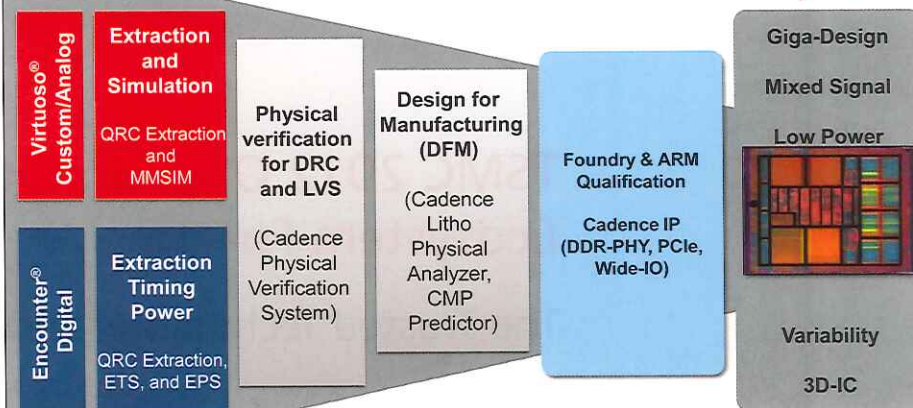 Virtuoso®
Custom/Analog
Extraction
and
Simulation
QRC Extraction
and
MMSIM
Encounter®
Digital
Extraction
Timing
Power
QRC Extraction,
ETS, and EPS
Physical
verification
for DRC
and LVS
(Cadence
Physical
Verification
System)
Design for
Manufacturing
(DFM)
(Cadence
Litho
Physical
Analyzer,
CMP
Predictor)
Foundry & ARM
Qualification
Cadence IP
(DDR-PHY, PCIe,
Wide-IO)
Giga-Design
Mixed Signal
Low Power
Variability
3D-IC